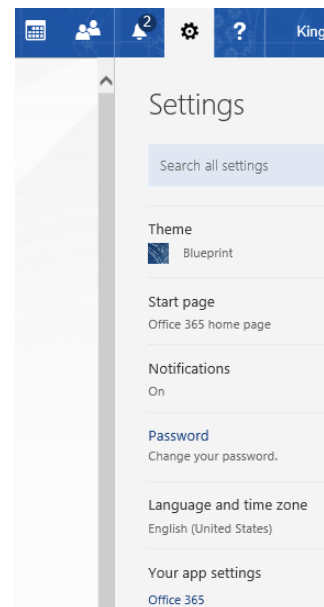 2
?
King
Settings
Search all settings
Theme
Blueprint
Start page
Office 365 home page
Notifications
On
Password
Change your password.
Language and time zone
English (United States)
Your app settings
Office 365